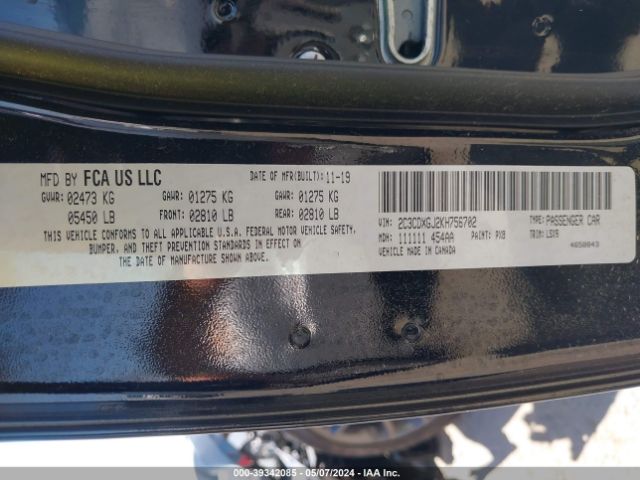 MFD BY FCA US LLC DATE OF MFR(BUILT): 11-19
GVWR: 02473 KG GAWR: 01275 KG GAWR: 01275 KG
05450 LB FRONT: 02810 LB REAR: 02810 LB
THIS VEHICLE CONFORMS TO ALL APPLICABLE U.S.A. FEDERAL MOTOR VEHICLE SAFETY,
BUMPER, AND THEFT PREVENTION STANDARDS IN EFFECT ON THE DATE OF
MANUFACTURE SHOWN ABOVE.
VIN: 2C3CDXGJ2KH756702 TYPE: PASSENGER CAR
MDH: 111111 454AA PAINT: PX8 TRIM: LSX9
VEHICLE MADE IN CANADA 4650043
000-39342085 - 05/07/2024 - IAA Inc.